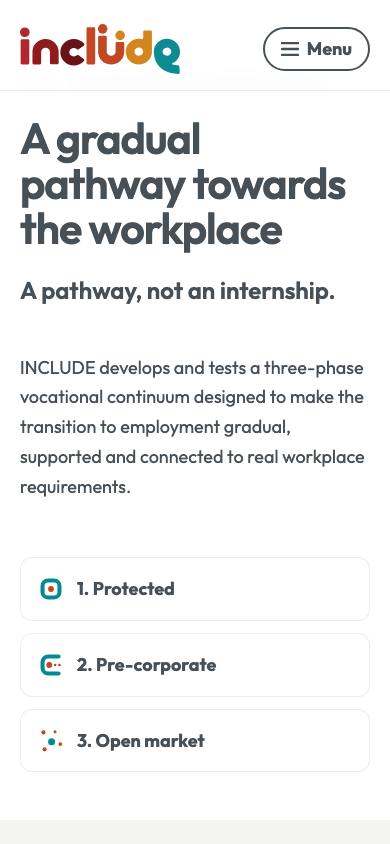 include
Menu
A gradual
pathway towards
the workplace
A pathway, not an internship.
INCLUDE develops and tests a three-phase
vocational continuum designed to make the
transition to employment gradual,
supported and connected to real workplace
requirements.
1. Protected
2. Pre-corporate
3. Open market